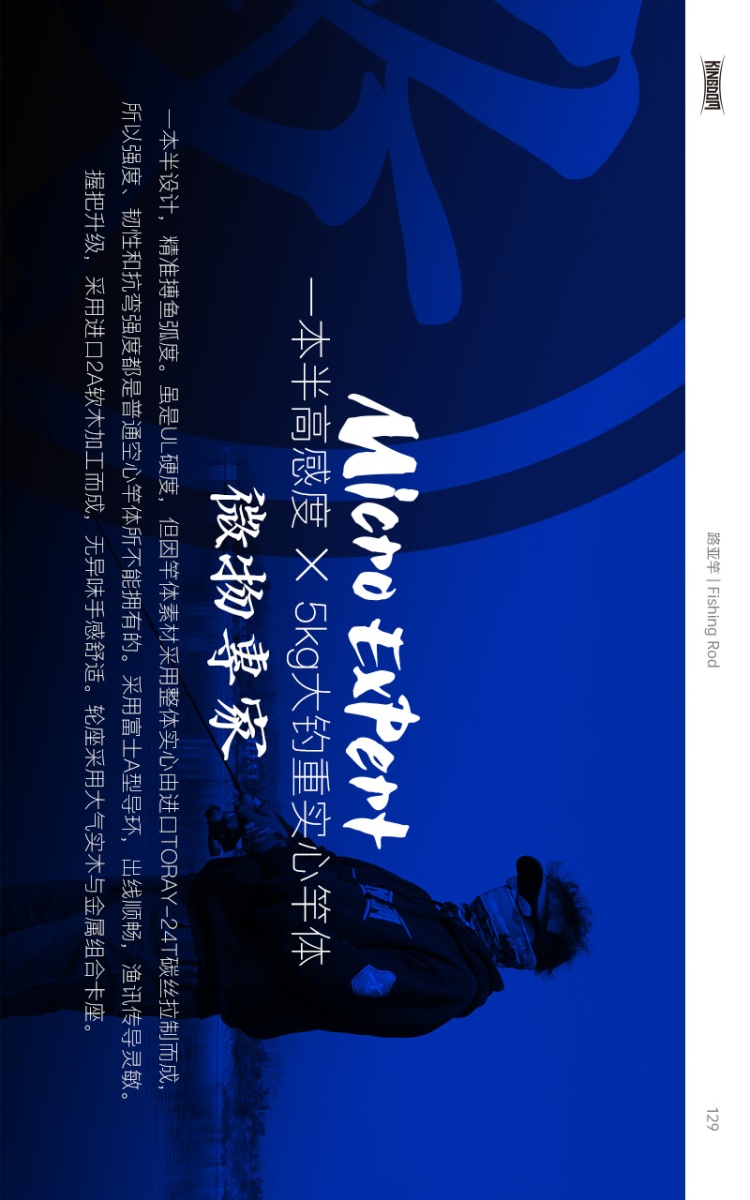 KINGDOM
路亚竿 | Fishing Rod
129
Micro Expert
一本半高感度 × 5kg大钓重实心竿体
微物專家
一本半设计，精准搏鱼弧度。虽是UL硬度，但因竿体素材采用整体实心由进口TORAY-24T碳丝拉制而成，
所以强度、韧性和抗弯强度都是普通空心竿体所不能拥有的。采用富士A型导环，出线顺畅，渔讯传导灵敏。
握把升级，采用进口2A软木加工而成，无异味手感舒适。轮座采用大气实木与金属组合卡座。